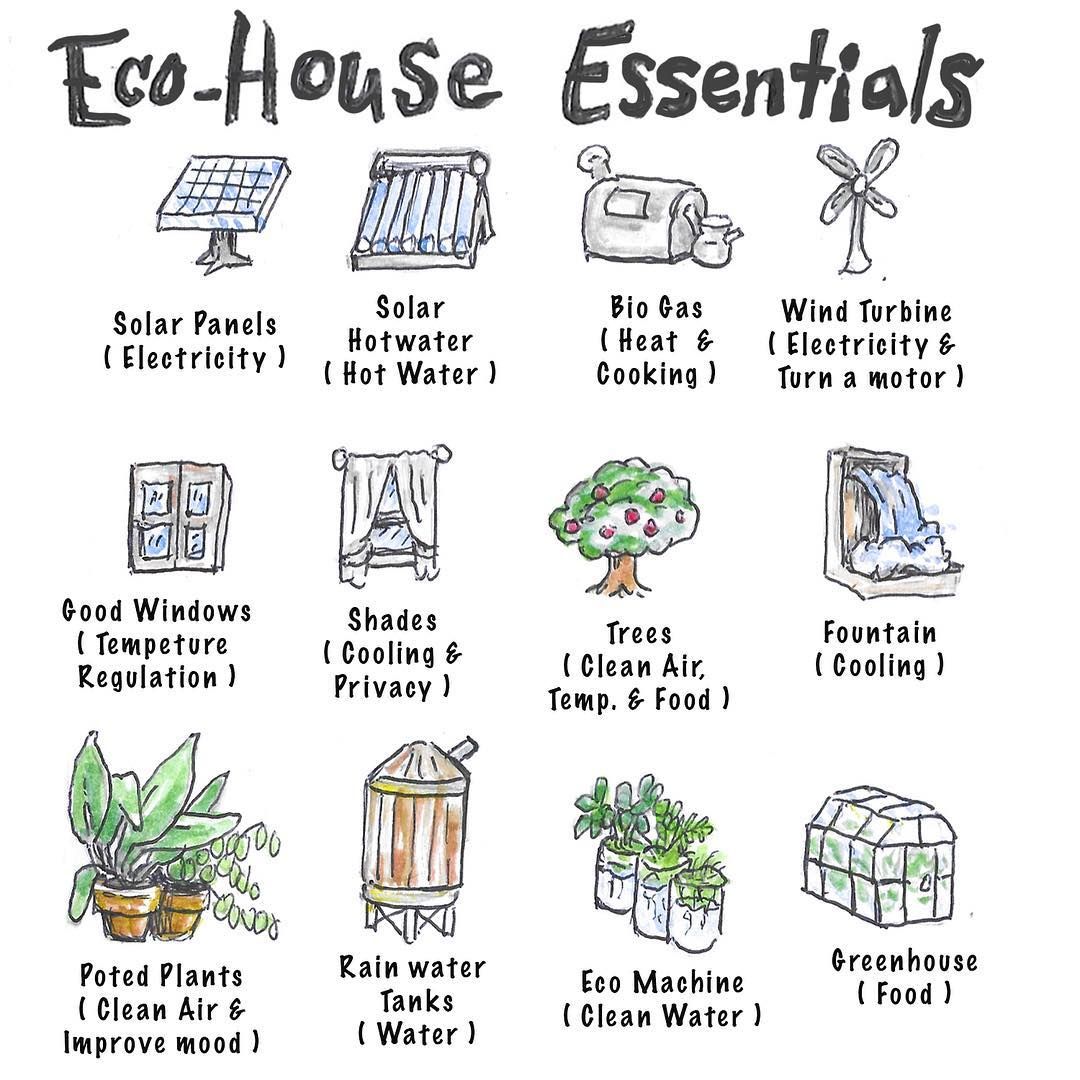 Eco-House Essentials
Solar Panels
( Electricity )
Solar
Hotwater
( Hot Water )
Bio Gas
( Heat &
Cooking )
Wind Turbine
( Electricity &
Turn a motor )
Good Windows
( Tempeture
Regulation )
Shades
( Cooling &
Privacy )
Trees
( Clean Air,
Temp. & Food )
Fountain
( Cooling )
Poted Plants
( Clean Air &
Improve mood )
Rain water
Tanks
( Water )
Eco Machine
( Clean Water )
Greenhouse
( Food )